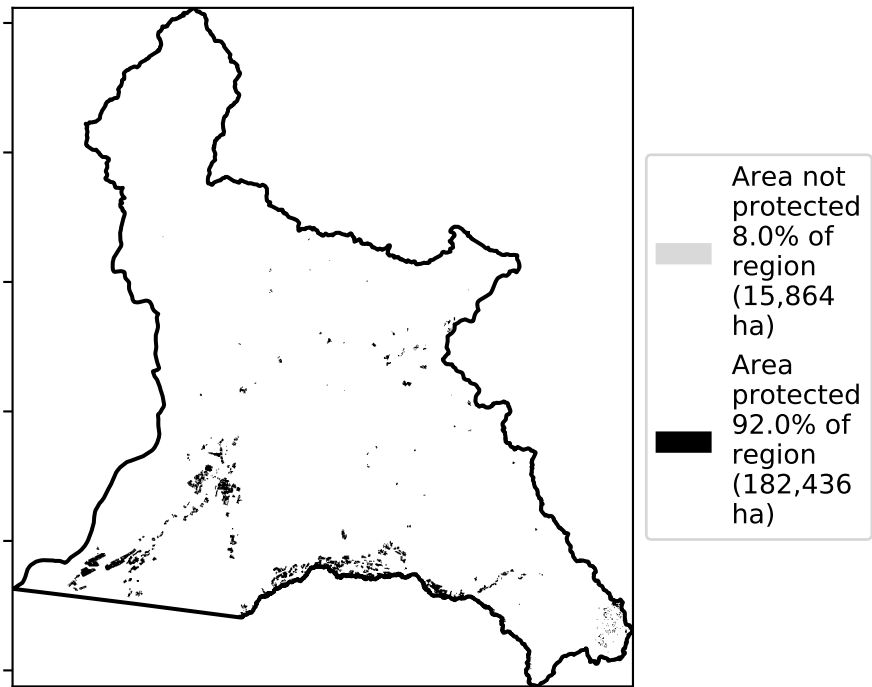 Area not
protected
8.0% of
region
(15,864
ha)
Area
protected
92.0% of
region
(182,436
ha)